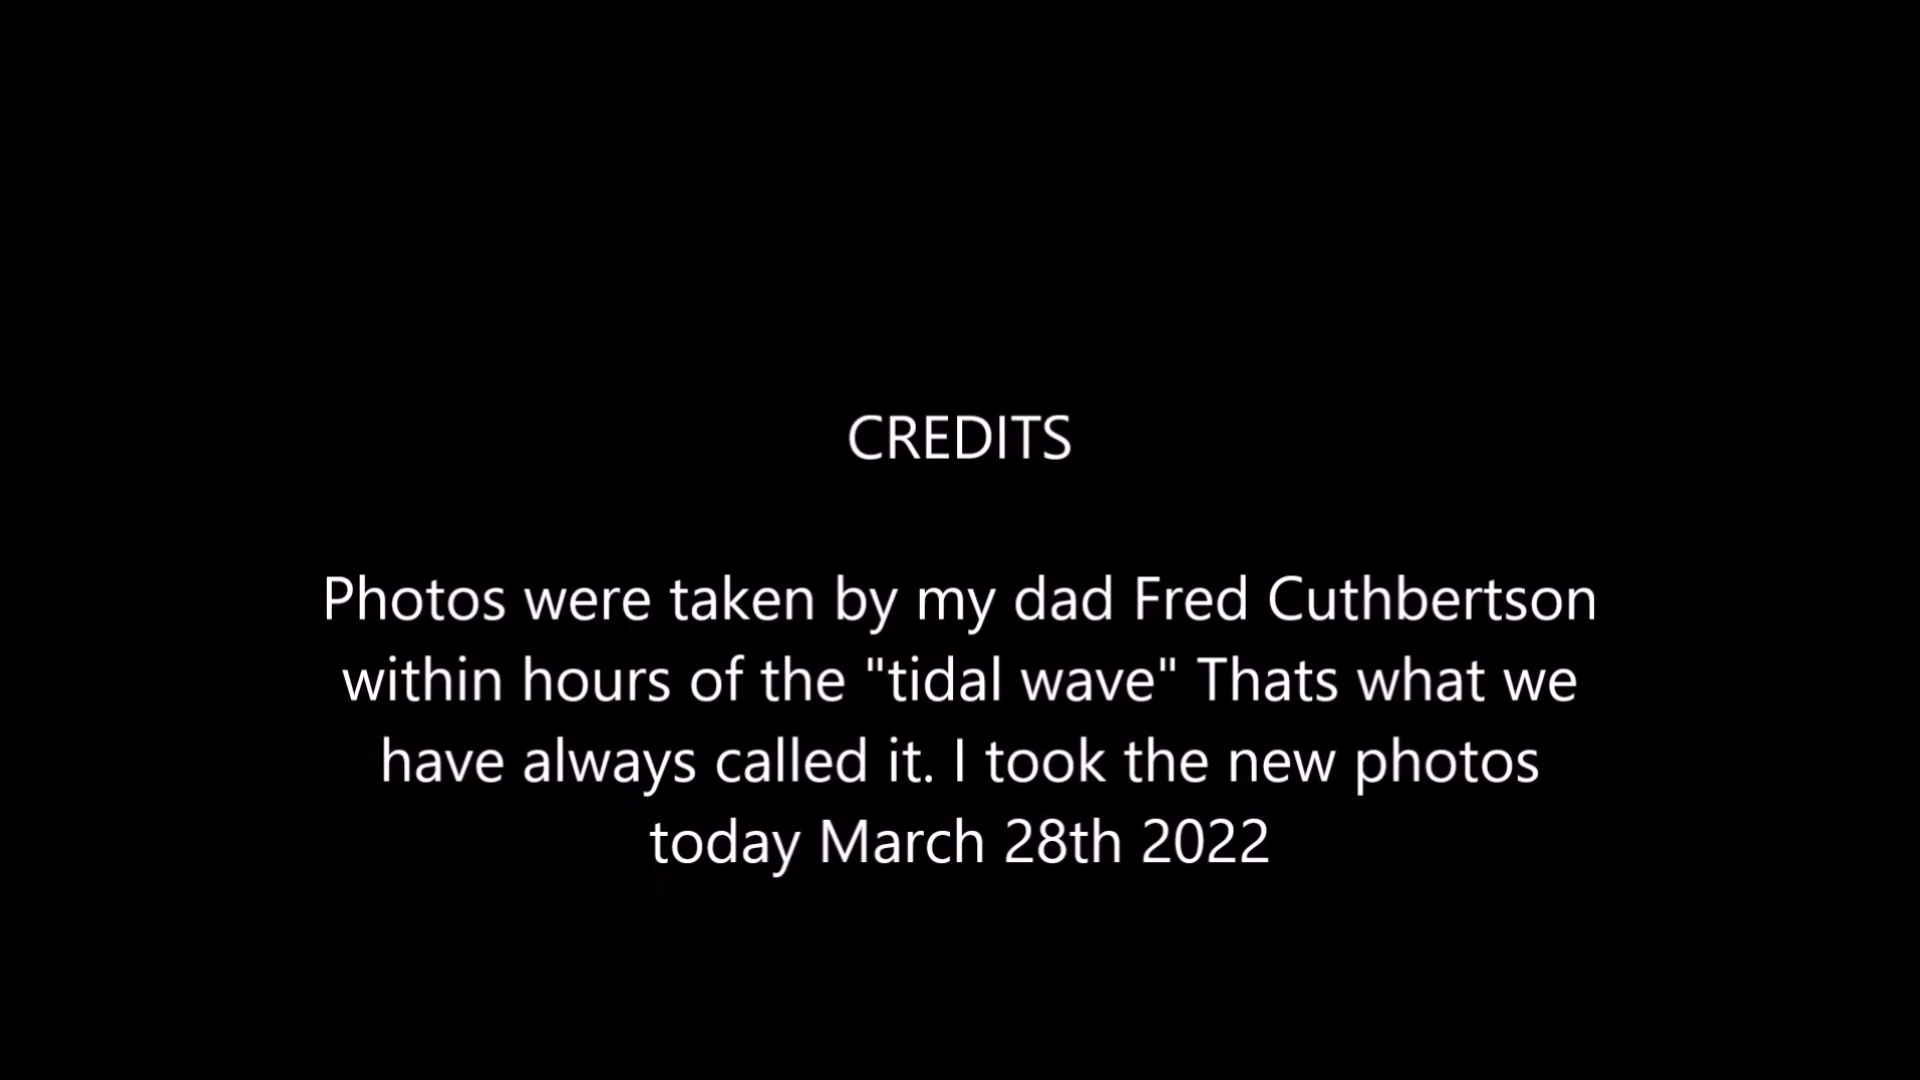 CREDITS
Photos were taken by my dad Fred Cuthbertson
within hours of the "tidal wave" Thats what we
have always called it. I took the new photos
today March 28th 2022